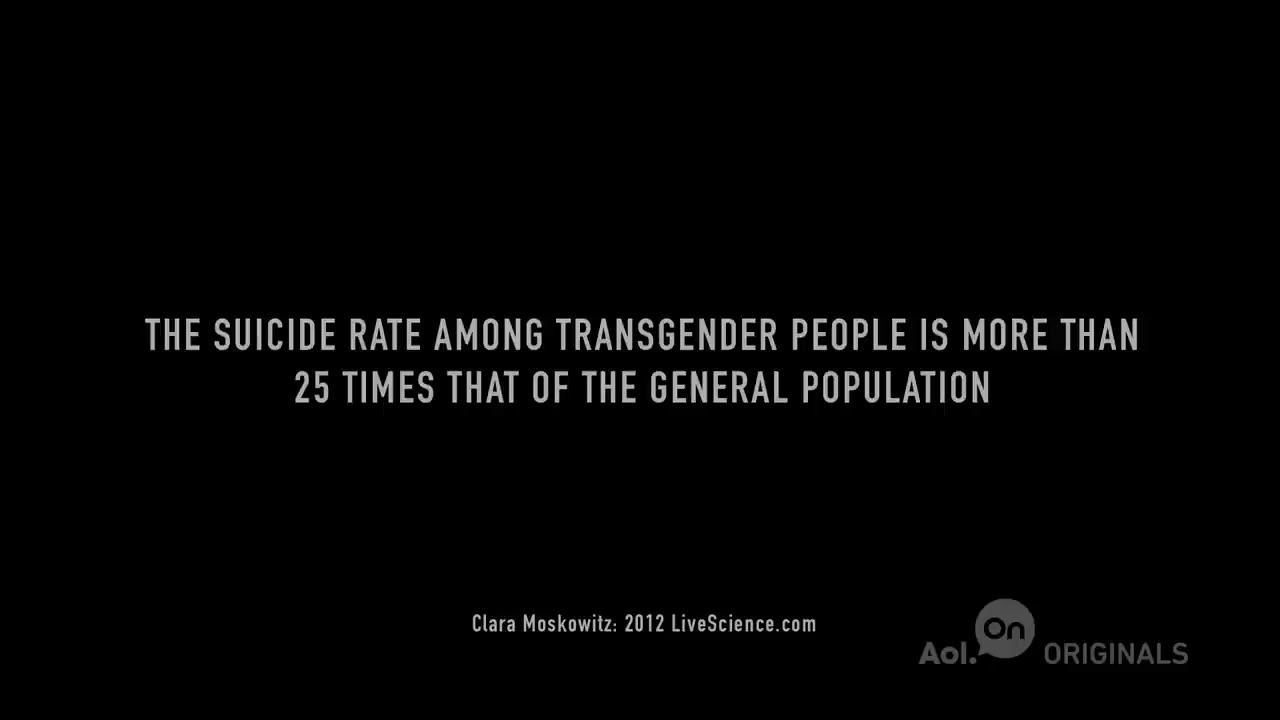 THE SUICIDE RATE AMONG TRANSGENDER PEOPLE IS MORE THAN
25 TIMES THAT OF THE GENERAL POPULATION
Clara Moskowitz: 2012 LiveScience.com
Aol. On ORIGINALS